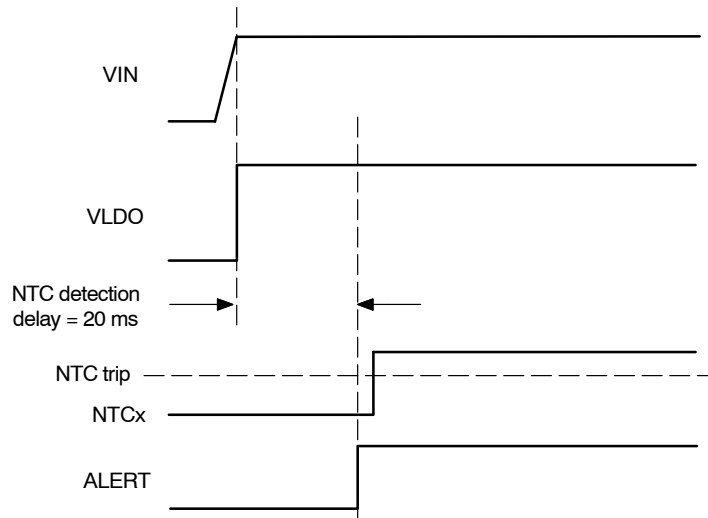 VIN
VLDO
NTC detection
delay = 20 ms
NTC trip
NTCx
ALERT